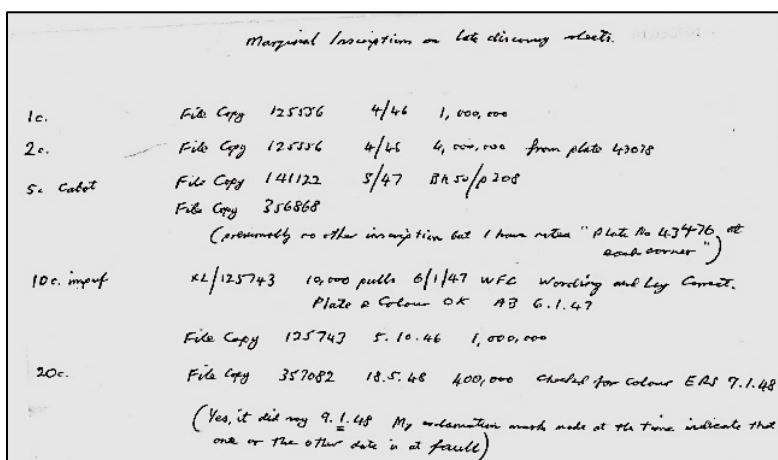 Marginal Inscription on late discovery sheets.
1c. File Copy 125556 4/46 1,000,000
2c. File Copy 125556 4/46 4,000,000 from plate 43078
5c Cabot File Copy 141122 5/47 BK50/p208
File Copy 356868
(presumably no other inscription but I have noted "Plate No 43476 at
each corner")
10c. imperf XL/125743 10,000 pulls 6/1/47 WFC Wording and Lay Correct.
Plate & Colour OK AB 6.1.47
File Copy 125743 5.10.46 1,000,000
20c. File Copy 357082 18.5.48 400,000 Checked for Colour ERS 7.1.48
(Yes, it did say 9.1.48 My exclamation mark made at the time indicate that
one or the other date is at fault)